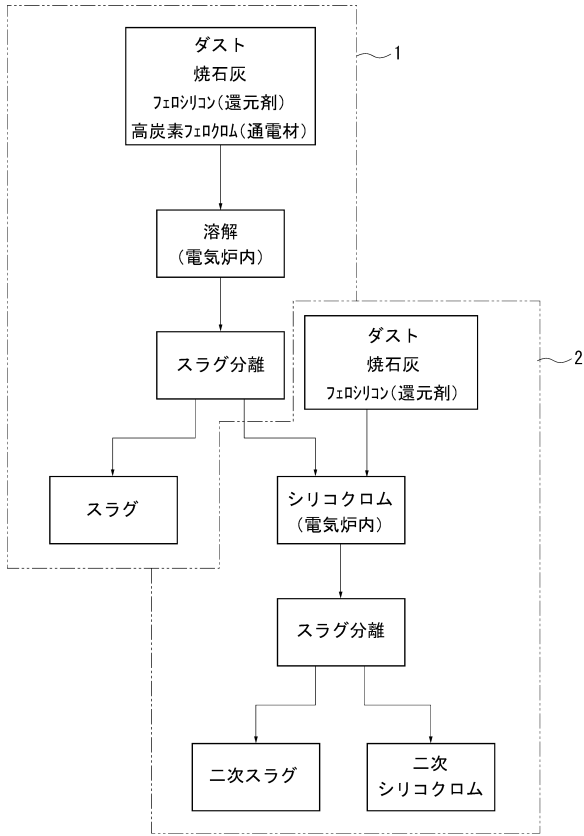 ダスト
焼石灰
フェロシリコン(還元剤)
高炭素フェロクロム(通電材)
1
溶解
(電気炉内)
スラグ分離
ダスト
焼石灰
フェロシリコン(還元剤)
2
スラグ
シリコクロム
(電気炉内)
スラグ分離
二次スラグ
二次
シリコクロム